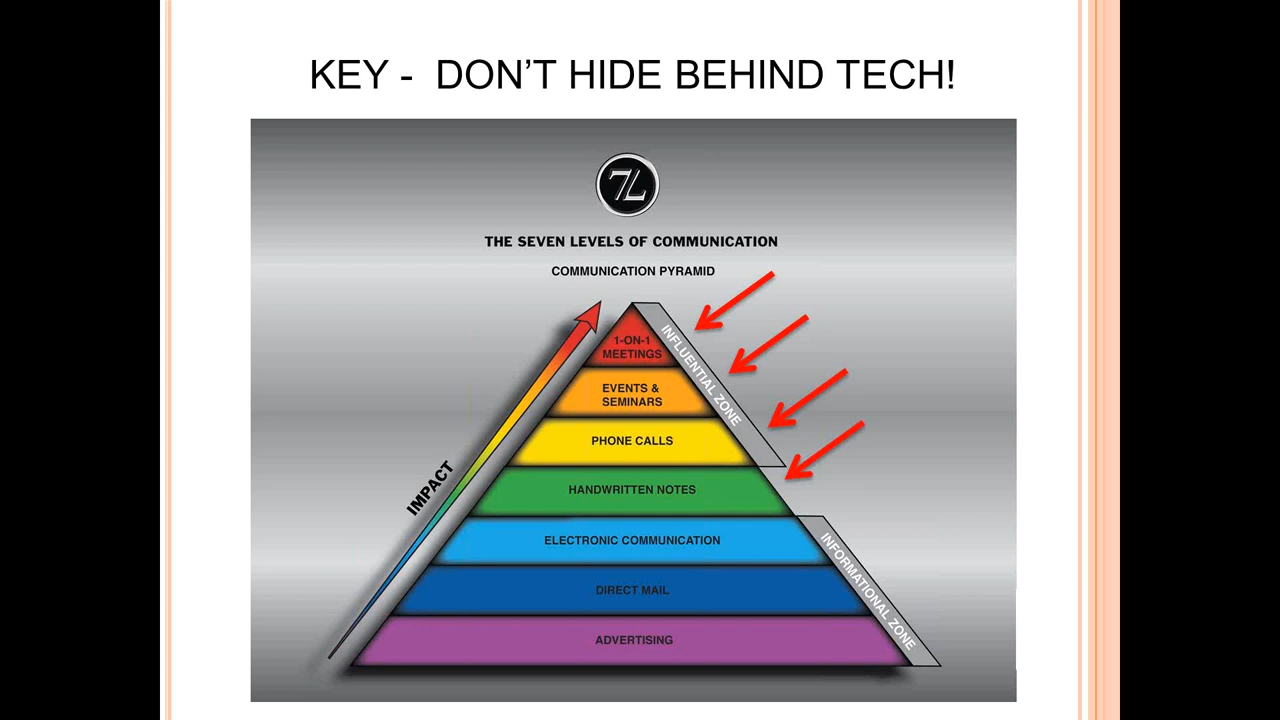 KEY - DON'T HIDE BEHIND TECH!
7L
THE SEVEN LEVELS OF COMMUNICATION
COMMUNICATION PYRAMID
1-ON-1
MEETINGS
INFLUENTIAL ZONE
EVENTS &
SEMINARS
PHONE CALLS
IMPACT
HANDWRITTEN NOTES
ELECTRONIC COMMUNICATION
INFORMATIONAL ZONE
DIRECT MAIL
ADVERTISING